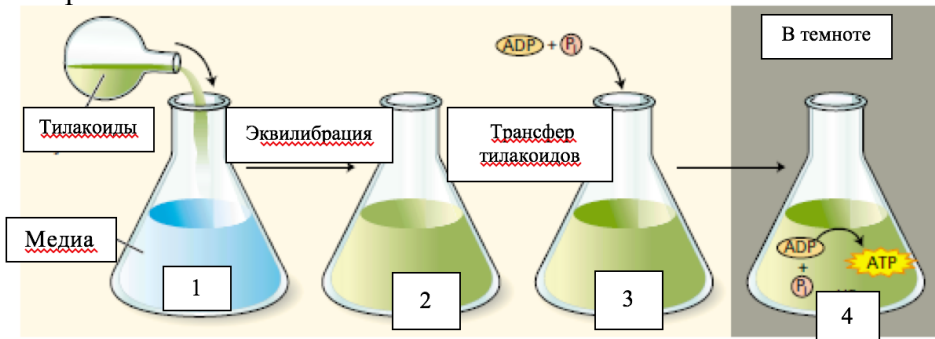 В темноте
ADP + Pi
Тилакоиды
Эквилибрация
Трансфер
тилакоидов
Медиа
ADP
+
Pi
ATP
1
2
3
4